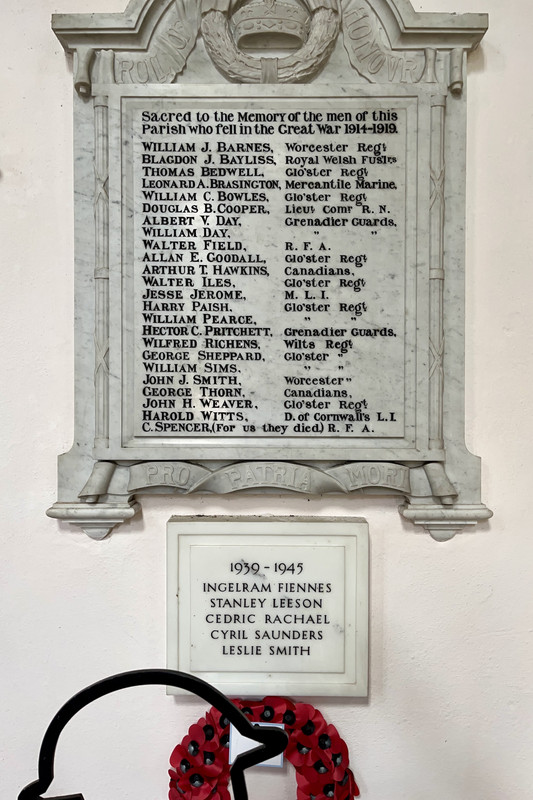 ROLL OF HONOUR
Sacred to the Memory of the men of this
Parish who fell in the Great War 1914-1919.
WILLIAM J. BARNES, Worcester Regt
BLAGDON J. BAYLISS, Royal Welsh Fusrs
THOMAS BEDWELL, Glo'ster Regt
LEONARD A. BRASINGTON, Mercantile Marine.
WILLIAM C. BOWLES, Glo'ster Regt
DOUGLAS B. COOPER, Lieut Comr R. N.
ALBERT V. DAY, Grenadier Guards,
WILLIAM DAY, " "
WALTER FIELD, R. F. A.
ALLAN E. GOODALL, Glo'ster Regt
ARTHUR T. HAWKINS, Canadians,
WALTER ILES, Glo'ster Regt
JESSE JEROME, M. L. I.
HARRY PAISH, Glo'ster Regt
WILLIAM PEARCE, " "
HECTOR C. PRITCHETT, Grenadier Guards,
WILFRED RICHENS, Wilts Regt
GEORGE SHEPPARD, Glo'ster "
WILLIAM SIMS, " "
JOHN J. SMITH, Worcester "
GEORGE THORN, Canadians,
JOHN H. WEAVER, Glo'ster Regt
HAROLD WITTS, D. of Cornwall's L. I.
C. SPENCER, (For us they died) R. F. A.
PRO PATRIA MORI
1939 - 1945
INGELRAM FIENNES
STANLEY LEESON
CEDRIC RACHAEL
CYRIL SAUNDERS
LESLIE SMITH